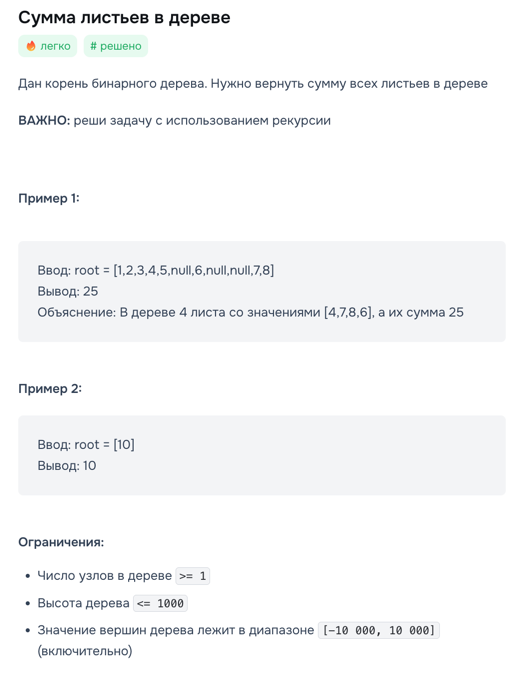 Сумма листьев в дереве
легко # решено
Дан корень бинарного дерева. Нужно вернуть сумму всех листьев в дереве
ВАЖНО: реши задачу с использованием рекурсии
Пример 1:
Ввод: root = [1,2,3,4,5,null,6,null,null,7,8]
Вывод: 25
Объяснение: В дереве 4 листа со значениями [4,7,8,6], а их сумма 25
Пример 2:
Ввод: root = [10]
Вывод: 10
Ограничения:
• Число узлов в дереве >= 1
• Высота дерева <= 1000
• Значение вершин дерева лежит в диапазоне [-10 000, 10 000]
(включительно)